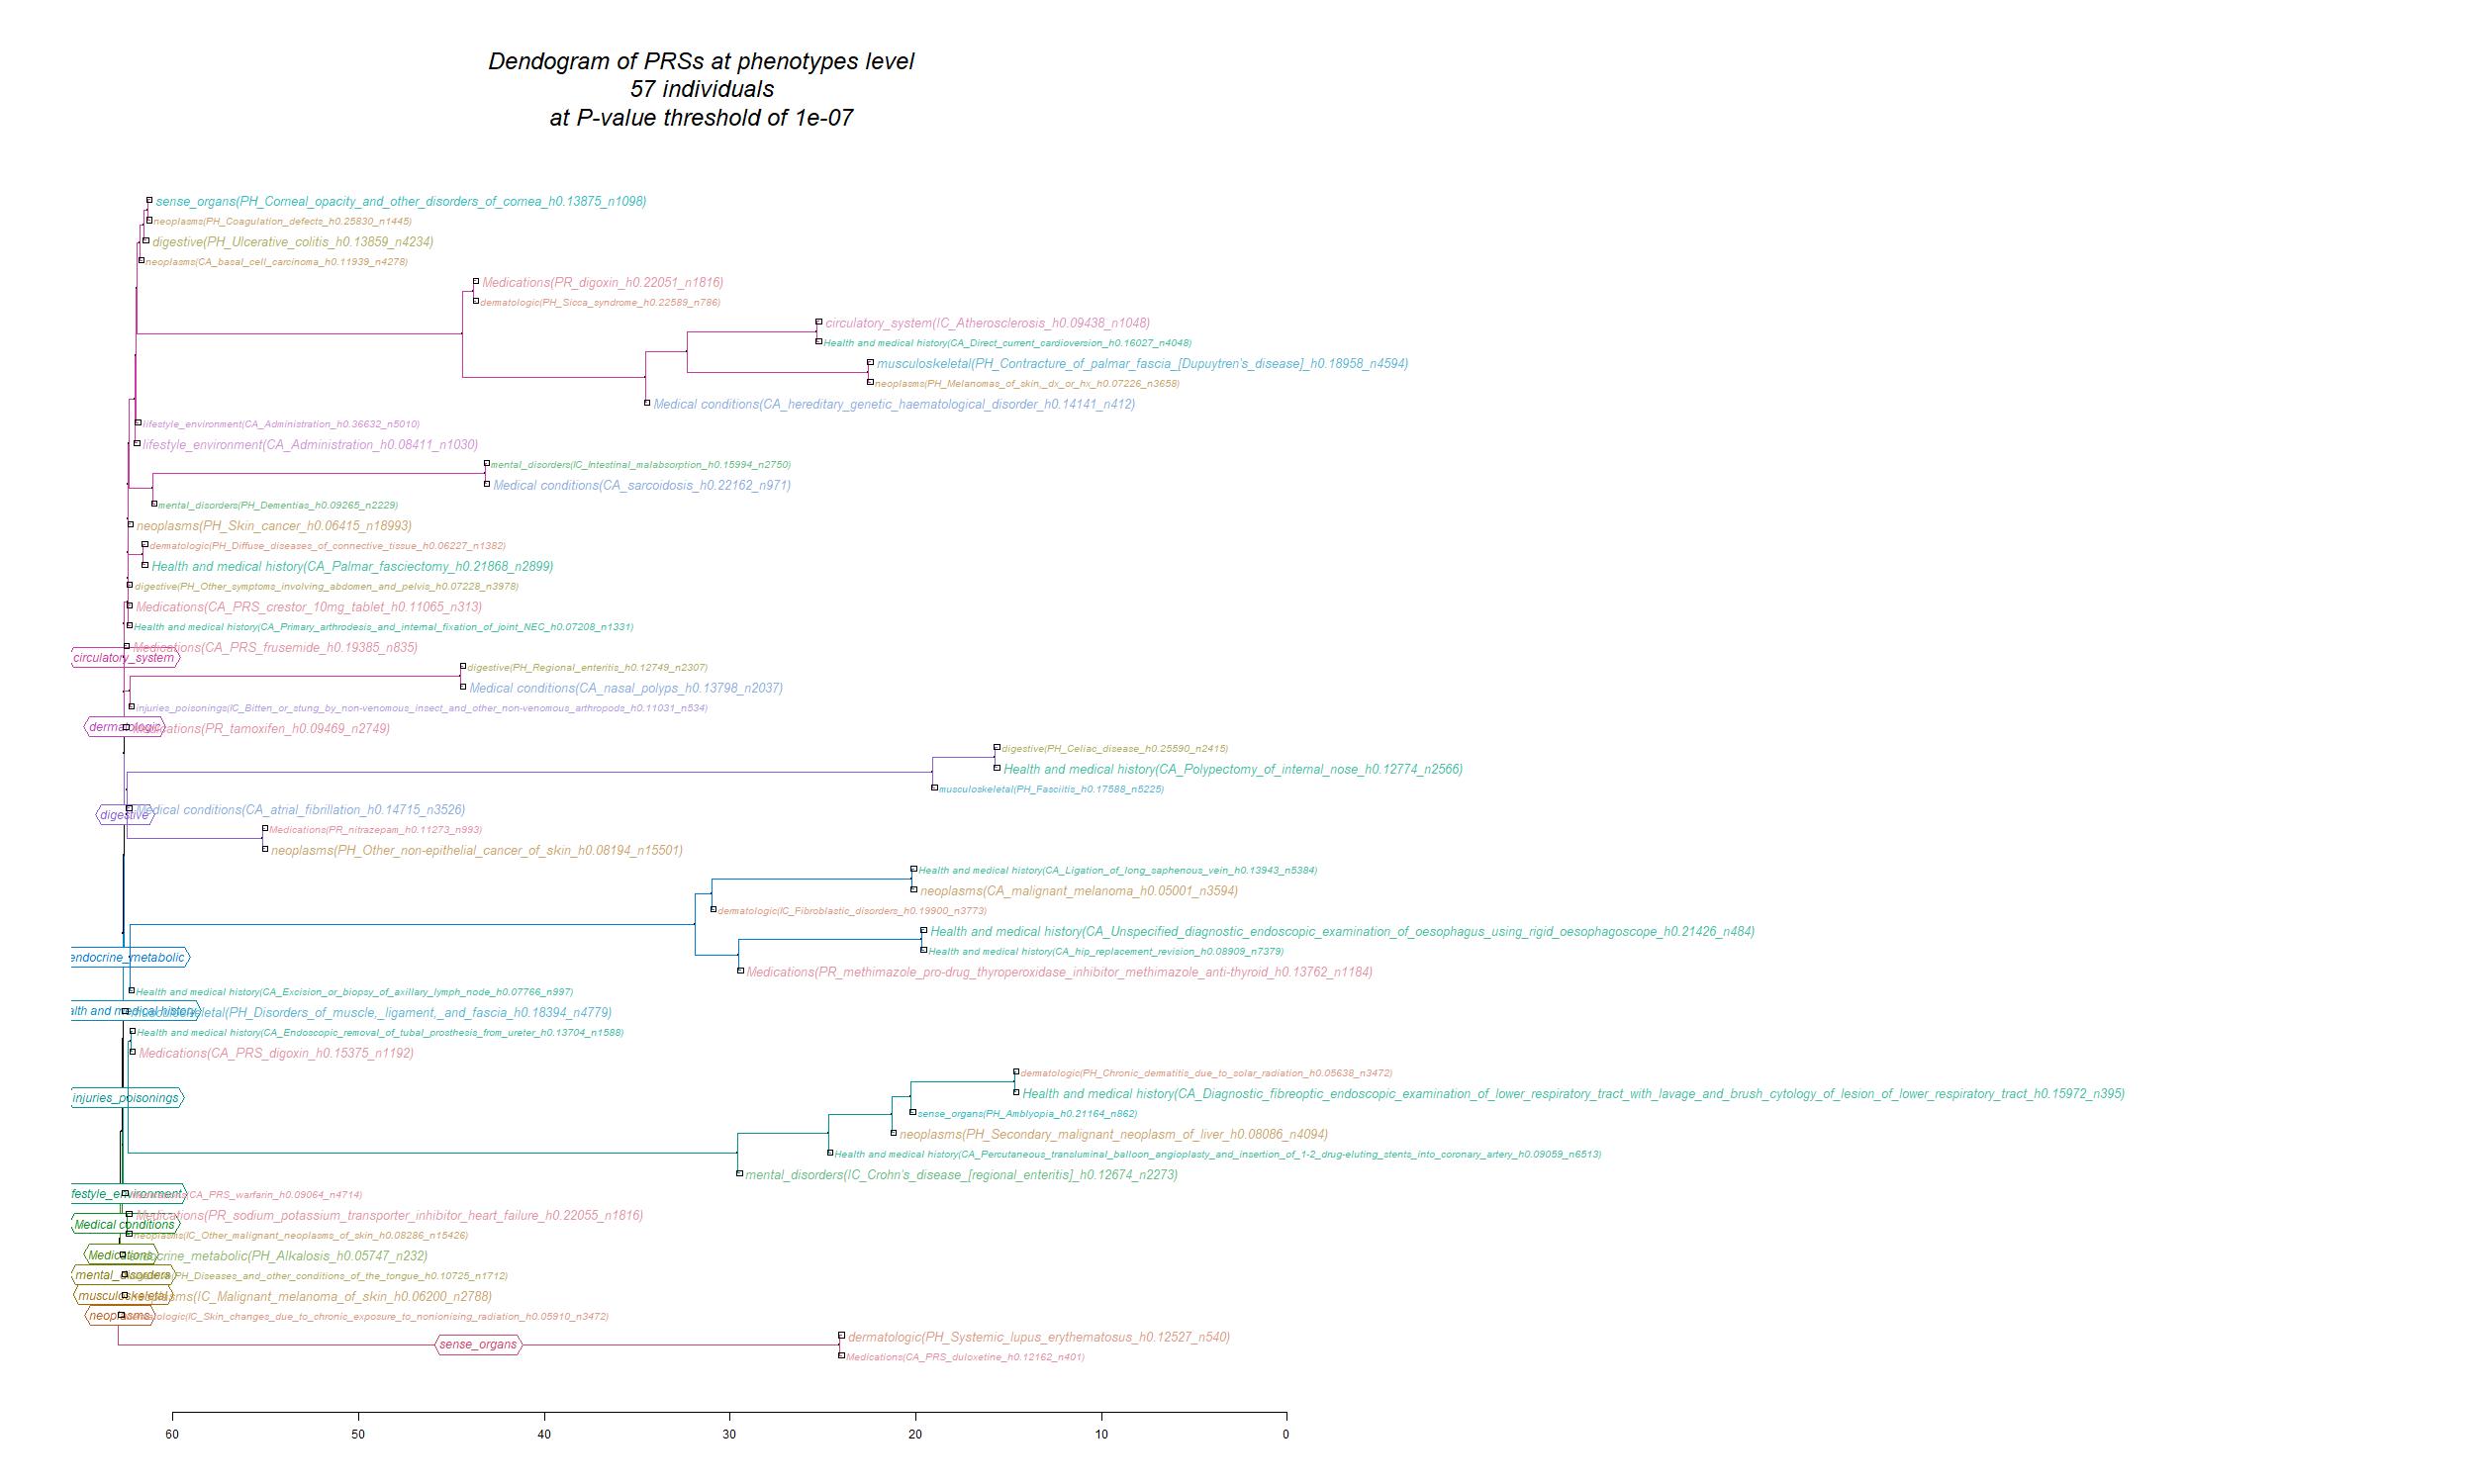 Dendogram of PRSs at phenotypes level
57 individuals
at P-value threshold of 1e-07
sense_organs(PH_Corneal_opacity_and_other_disorders_of_cornea_h0.13875_n1098)
neoplasms(PH_Coagulation_defects_h0.25830_n1445)
digestive(PH_Ulcerative_colitis_h0.13859_n4234)
neoplasms(CA_basal_cell_carcinoma_h0.11939_n4278)
Medications(PR_digoxin_h0.22051_n1816)
dermatologic(PH_Sicca_syndrome_h0.22589_n786)
circulatory_system(IC_Atherosclerosis_h0.09438_n1048)
Health and medical history(CA_Direct_current_cardioversion_h0.16027_n4048)
musculoskeletal(PH_Contracture_of_palmar_fascia_[Dupuytren's_disease]_h0.18958_n4594)
neoplasms(PH_Melanomas_of_skin,_dx_or_hx_h0.07226_n3658)
Medical conditions(CA_hereditary_genetic_haematological_disorder_h0.14141_n412)
lifestyle_environment(CA_Administration_h0.36632_n5010)
lifestyle_environment(CA_Administration_h0.08411_n1030)
mental_disorders(IC_Intestinal_malabsorption_h0.15994_n2750)
Medical conditions(CA_sarcoidosis_h0.22162_n971)
mental_disorders(PH_Dementias_h0.09265_n2229)
neoplasms(PH_Skin_cancer_h0.06415_n18993)
dermatologic(PH_Diffuse_diseases_of_connective_tissue_h0.06227_n1382)
Health and medical history(CA_Palmar_fasciectomy_h0.21868_n2899)
digestive(PH_Other_symptoms_involving_abdomen_and_pelvis_h0.07228_n3978)
Medications(CA_PRS_crestor_10mg_tablet_h0.11065_n313)
Health and medical history(CA_Primary_arthrodesis_and_internal_fixation_of_joint_NEC_h0.07208_n1331)
Medications(CA_PRS_frusemide_h0.19385_n835)
circulatory_system
digestive(PH_Regional_enteritis_h0.12749_n2307)
Medical conditions(CA_nasal_polyps_h0.13798_n2037)
injuries_poisonings(IC_Bitten_or_stung_by_non-venomous_insect_and_other_non-venomous_arthropods_h0.11031_n534)
dermatologic
Medications(PR_tamoxifen_h0.09469_n2749)
digestive(PH_Celiac_disease_h0.25590_n2415)
Health and medical history(CA_Polypectomy_of_internal_nose_h0.12774_n2566)
musculoskeletal(PH_Fasciitis_h0.17588_n5225)
Medical conditions(CA_atrial_fibrillation_h0.14715_n3526)
digestive
Medications(PR_nitrazepam_h0.11273_n993)
neoplasms(PH_Other_non-epithelial_cancer_of_skin_h0.08194_n15501)
Health and medical history(CA_Ligation_of_long_saphenous_vein_h0.13943_n5384)
neoplasms(CA_malignant_melanoma_h0.05001_n3594)
dermatologic(IC_Fibroblastic_disorders_h0.19900_n3773)
Health and medical history(CA_Unspecified_diagnostic_endoscopic_examination_of_oesophagus_using_rigid_oesophagoscope_h0.21426_n484)
Health and medical history(CA_hip_replacement_revision_h0.08909_n7379)
endocrine_metabolic
Medications(PR_methimazole_pro-drug_thyroperoxidase_inhibitor_methimazole_anti-thyroid_h0.13762_n1184)
Health and medical history(CA_Excision_or_biopsy_of_axillary_lymph_node_h0.07766_n997)
alth and medical history
musculoskeletal(PH_Disorders_of_muscle,_ligament,_and_fascia_h0.18394_n4779)
Health and medical history(CA_Endoscopic_removal_of_tubal_prosthesis_from_ureter_h0.13704_n1588)
Medications(CA_PRS_digoxin_h0.15375_n1192)
dermatologic(PH_Chronic_dermatitis_due_to_solar_radiation_h0.05638_n3472)
Health and medical history(CA_Diagnostic_fibreoptic_endoscopic_examination_of_lower_respiratory_tract_with_lavage_and_brush_cytology_of_lesion_of_lower_respiratory_tract_h0.15972_n395)
injuries_poisonings
sense_organs(PH_Amblyopia_h0.21164_n862)
neoplasms(PH_Secondary_malignant_neoplasm_of_liver_h0.08086_n4094)
Health and medical history(CA_Percutaneous_transluminal_balloon_angioplasty_and_insertion_of_1-2_drug-eluting_stents_into_coronary_artery_h0.09059_n6513)
mental_disorders(IC_Crohn's_disease_[regional_enteritis]_h0.12674_n2273)
festyle_environment
Medications(CA_PRS_warfarin_h0.09064_n4714)
Medications(PR_sodium_potassium_transporter_inhibitor_heart_failure_h0.22055_n1816)
Medical conditions
neoplasms(IC_Other_malignant_neoplasms_of_skin_h0.08286_n15426)
Medications
endocrine_metabolic(PH_Alkalosis_h0.05747_n232)
mental_disorders
digestive(PH_Diseases_and_other_conditions_of_the_tongue_h0.10725_n1712)
musculoskeletal
neoplasms(IC_Malignant_melanoma_of_skin_h0.06200_n2788)
neoplasms
dermatologic(IC_Skin_changes_due_to_chronic_exposure_to_nonionising_radiation_h0.05910_n3472)
dermatologic(PH_Systemic_lupus_erythematosus_h0.12527_n540)
sense_organs
Medications(CA_PRS_duloxetine_h0.12162_n401)
60 50 40 30 20 10 0